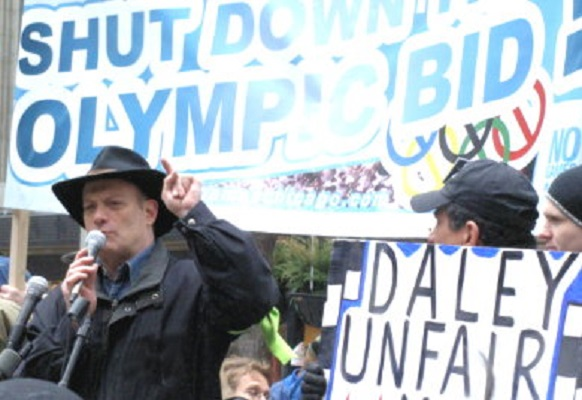 SHUT DOWN
OLYMPIC BID
NO
DALEY
UNFAIR